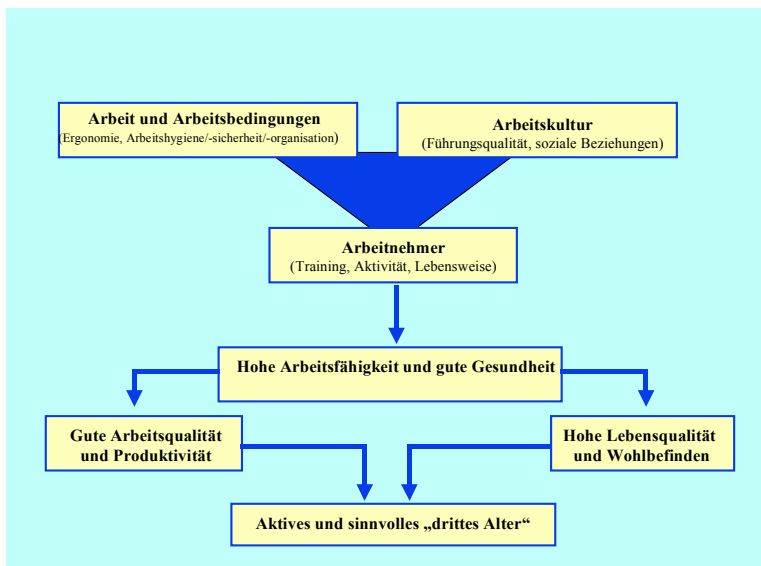 Arbeit und Arbeitsbedingungen
(Ergonomie, Arbeitshygiene/-sicherheit/-organisation)
Arbeitskultur
(Führungsqualität, soziale Beziehungen)
Arbeitnehmer
(Training, Aktivität, Lebensweise)
Hohe Arbeitsfähigkeit und gute Gesundheit
Gute Arbeitsqualität
und Produktivität
Hohe Lebensqualität
und Wohlbefinden
Aktives und sinnvolles „drittes Alter“